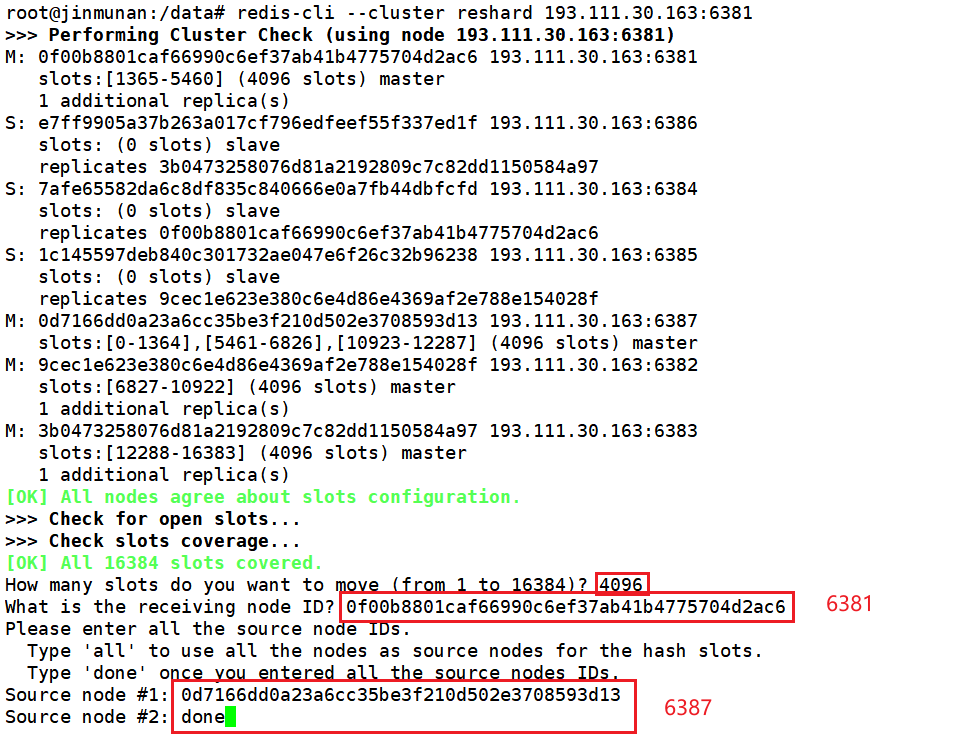 root@jinmunan:/data# redis-cli --cluster reshard 193.111.30.163:6381
>>> Performing Cluster Check (using node 193.111.30.163:6381)
M: 0f00b8801caf66990c6ef37ab41b4775704d2ac6 193.111.30.163:6381
   slots:[1365-5460] (4096 slots) master
   1 additional replica(s)
S: e7ff9905a37b263a017cf796edfeef55f337ed1f 193.111.30.163:6386
   slots: (0 slots) slave
   replicates 3b0473258076d81a2192809c7c82dd1150584a97
S: 7afe65582da6c8df835c840666e0a7fb44dbfcfd 193.111.30.163:6384
   slots: (0 slots) slave
   replicates 0f00b8801caf66990c6ef37ab41b4775704d2ac6
S: 1c145597deb840c301732ae047e6f26c32b96238 193.111.30.163:6385
   slots: (0 slots) slave
   replicates 9cec1e623e380c6e4d86e4369af2e788e154028f
M: 0d7166dd0a23a6cc35be3f210d502e3708593d13 193.111.30.163:6387
   slots:[0-1364],[5461-6826],[10923-12287] (4096 slots) master
M: 9cec1e623e380c6e4d86e4369af2e788e154028f 193.111.30.163:6382
   slots:[6827-10922] (4096 slots) master
   1 additional replica(s)
M: 3b0473258076d81a2192809c7c82dd1150584a97 193.111.30.163:6383
   slots:[12288-16383] (4096 slots) master
   1 additional replica(s)
[OK] All nodes agree about slots configuration.
>>> Check for open slots...
>>> Check slots coverage...
[OK] All 16384 slots covered.
How many slots do you want to move (from 1 to 16384)? 4096
What is the receiving node ID? 0f00b8801caf66990c6ef37ab41b4775704d2ac6 6381
Please enter all the source node IDs.
  Type 'all' to use all the nodes as source nodes for the hash slots.
  Type 'done' once you entered all the source nodes IDs.
Source node #1: 0d7166dd0a23a6cc35be3f210d502e3708593d13 6387
Source node #2: done